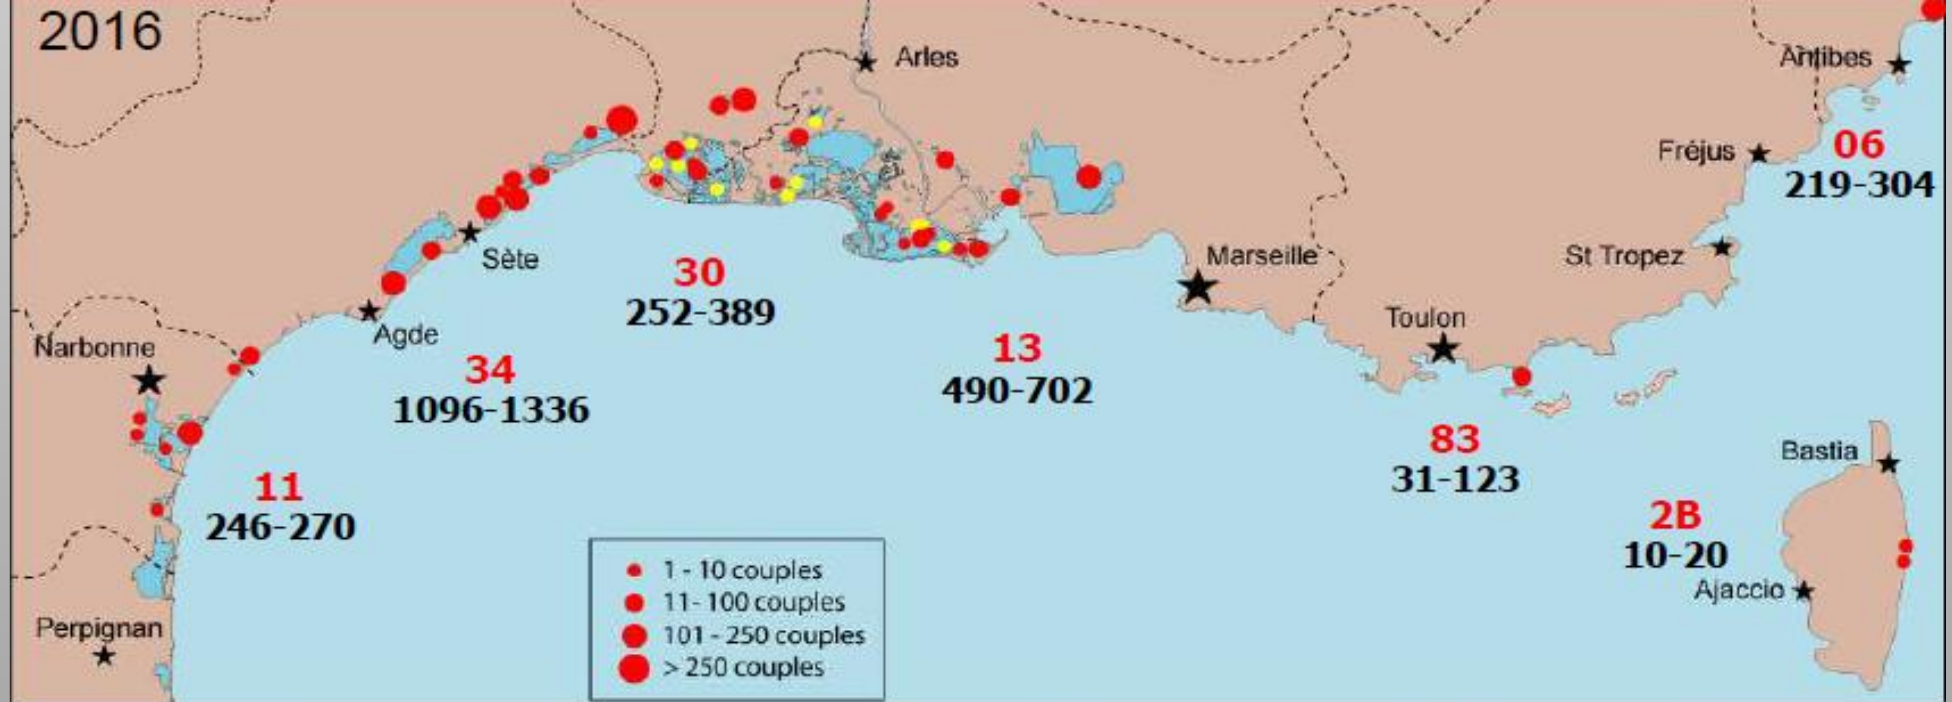 2016
Arles
Antibes
Fréjus
06
219-304
Sète
Marseille
St Tropez
30
252-389
Agde
Toulon
Narbonne
34
1096-1336
13
490-702
83
31-123
Bastia
11
246-270
2B
10-20
Ajaccio
Perpignan
1 - 10 couples
11- 100 couples
101 - 250 couples
> 250 couples